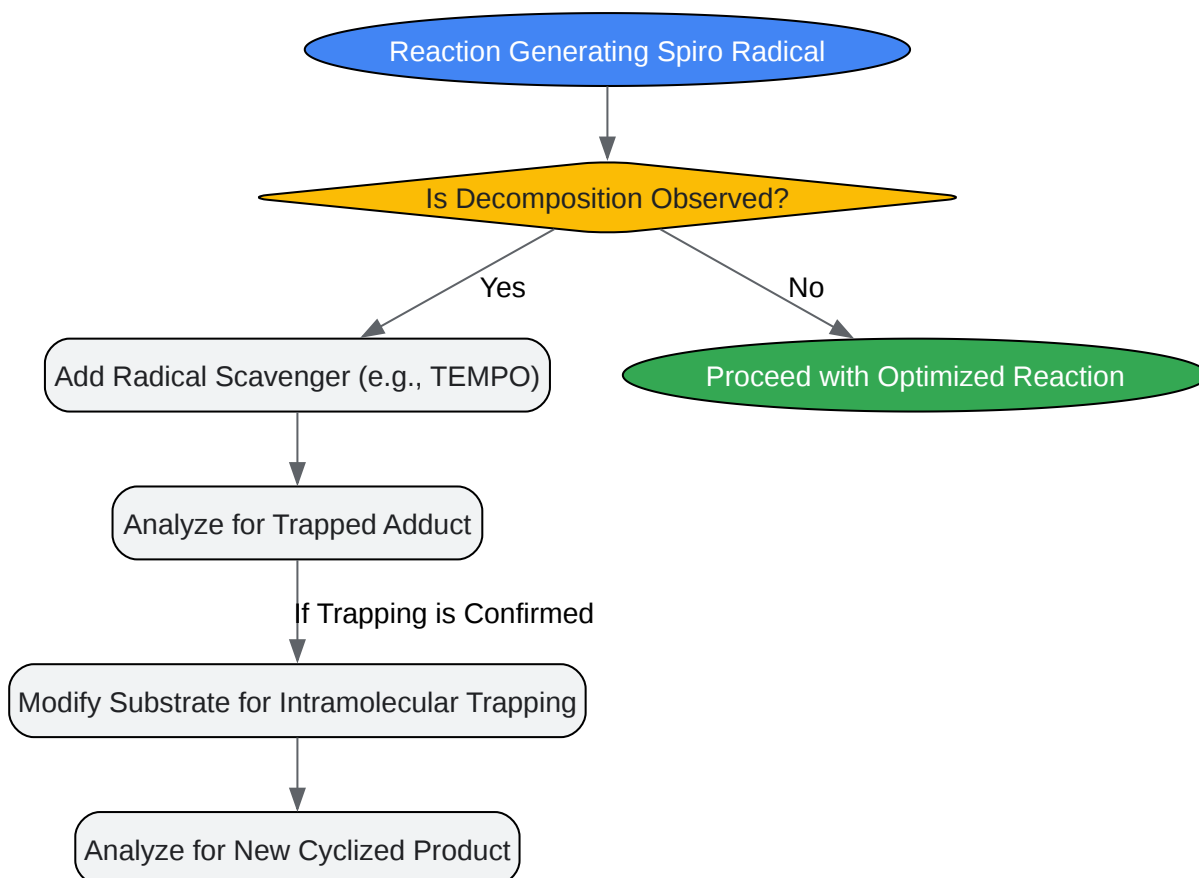 Reaction Generating Spiro Radical
Is Decomposition Observed?
Yes
No
Add Radical Scavenger (e.g., TEMPO)
Proceed with Optimized Reaction
Analyze for Trapped Adduct
If Trapping is Confirmed
Modify Substrate for Intramolecular Trapping
Analyze for New Cyclized Product